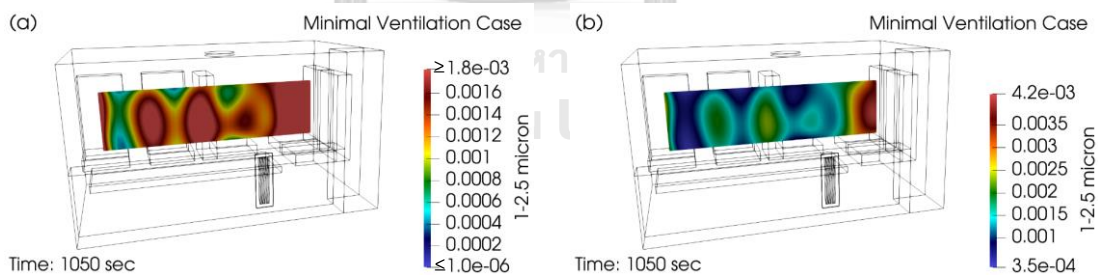 (a)
Minimal Ventilation Case
≥1.8e-03
0.0016
0.0014
0.0012
0.001
0.0008
0.0006
0.0004
0.0002
≤1.0e-06
1-2.5 micron
Time: 1050 sec
(b)
Minimal Ventilation Case
4.2e-03
0.0035
0.003
0.0025
0.002
0.0015
0.001
3.5e-04
1-2.5 micron
Time: 1050 sec